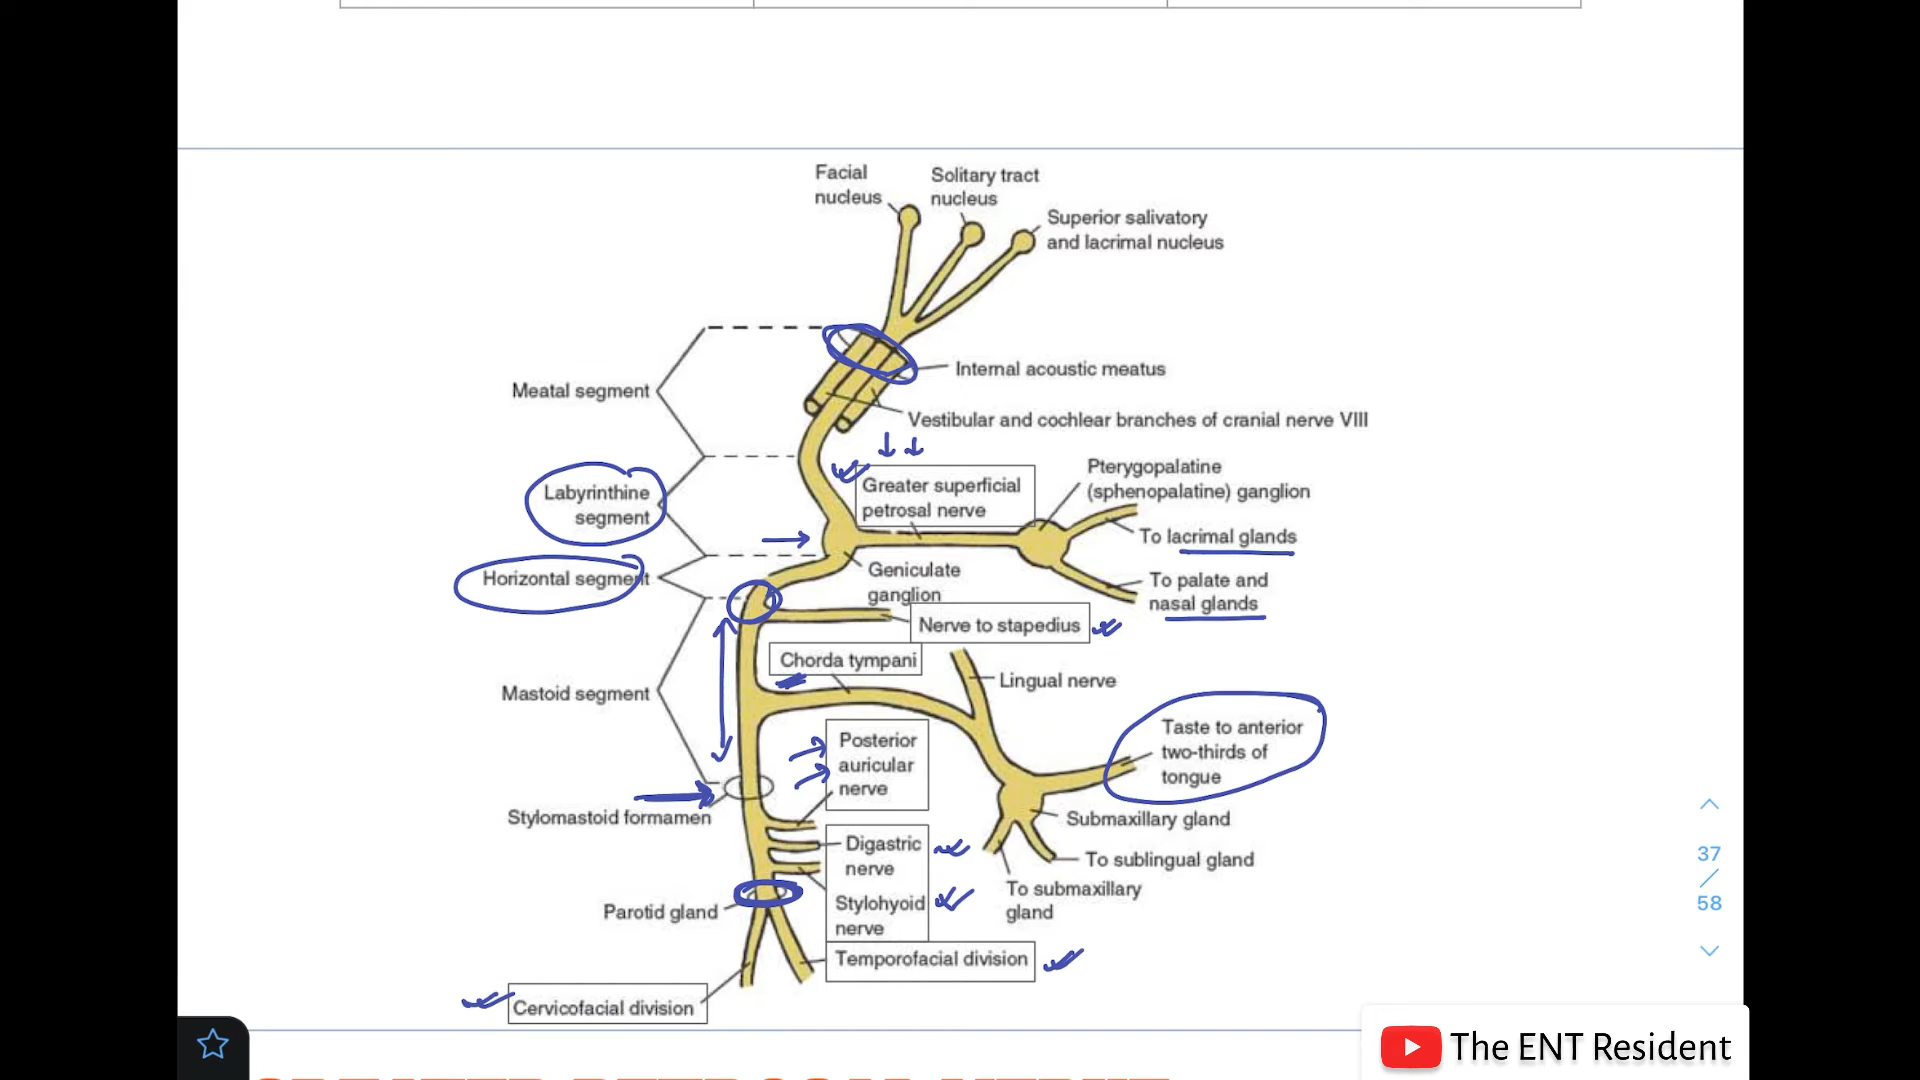 Facial
nucleus
Solitary tract
nucleus
Superior salivatory
and lacrimal nucleus
Internal acoustic meatus
Meatal segment
Vestibular and cochlear branches of cranial nerve VIII
Pterygopalatine
(sphenopalatine) ganglion
Greater superficial
petrosal nerve
Labyrinthine
segment
To lacrimal glands
Geniculate
ganglion
Horizontal segment
To palate and
nasal glands
Nerve to stapedius
Chorda tympani
Lingual nerve
Mastoid segment
Taste to anterior
two-thirds of
tongue
Posterior
auricular
nerve
Stylomastoid formamen
Submaxillary gland
Digastric
nerve
To sublingual gland
To submaxillary
gland
Stylohyoid
nerve
Parotid gland
Temporofacial division
Cervicofacial division
37
/
58
The ENT Resident